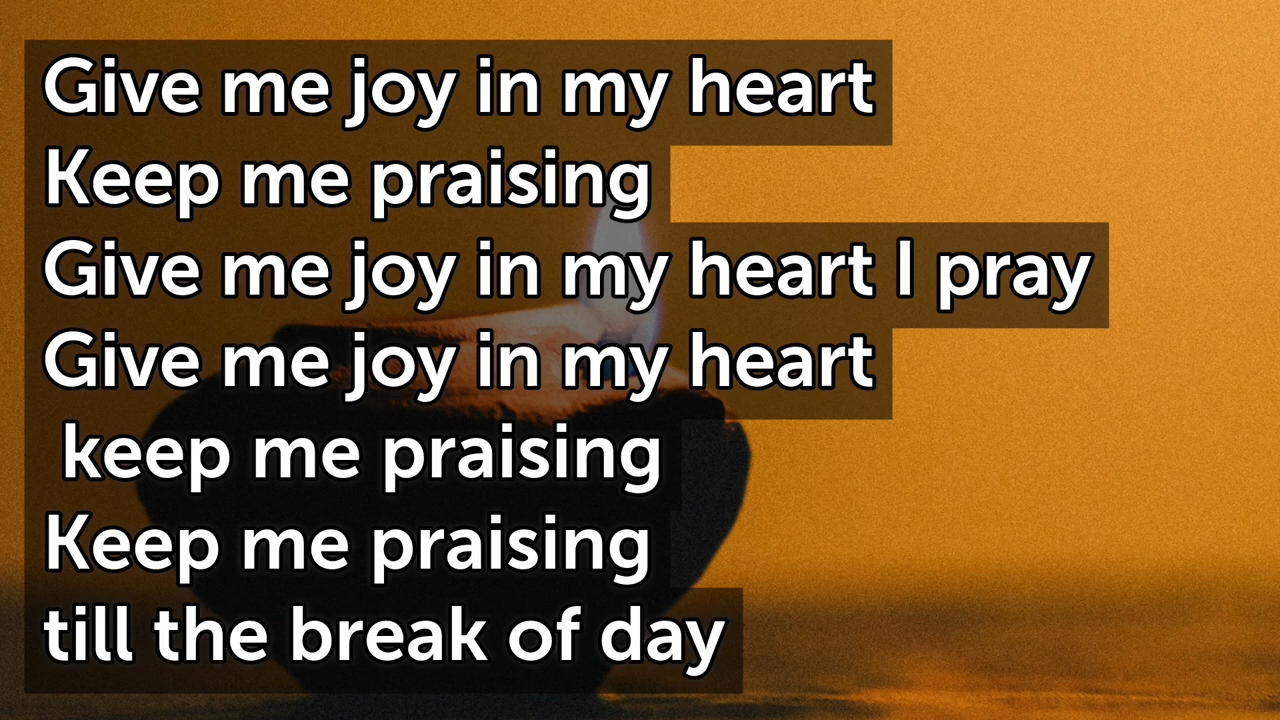 Give me joy in my heart
Keep me praising
Give me joy in my heart I pray
Give me joy in my heart
keep me praising
Keep me praising
till the break of day